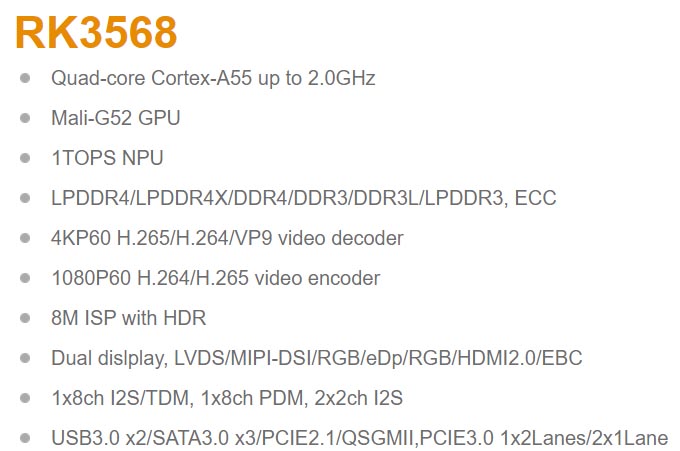 RK3568
Quad-core Cortex-A55 up to 2.0GHz
Mali-G52 GPU
1TOPS NPU
LPDDR4/LPDDR4X/DDR4/DDR3/DDR3L/LPDDR3, ECC
4KP60 H.265/H.264/VP9 video decoder
1080P60 H.264/H.265 video encoder
8M ISP with HDR
Dual dislplay, LVDS/MIPI-DSI/RGB/eDp/RGB/HDMI2.0/EBC
1x8ch I2S/TDM, 1x8ch PDM, 2x2ch I2S
USB3.0 x2/SATA3.0 x3/PCIE2.1/QSGMII,PCIE3.0 1x2Lanes/2x1Lane